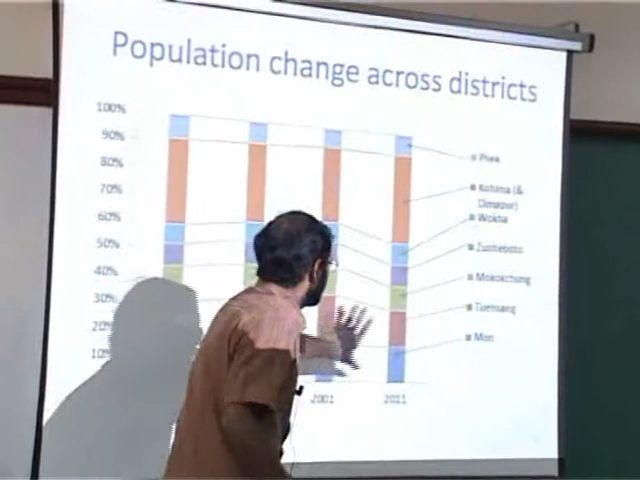 Population change across districts
100%
90%
80%
70%
60%
50%
40%
30%
20%
10%
Phek
Kohima (&
Dimapur)
Wokha
Zunheboto
Mokokchung
Tuensang
Mon
2001
2011